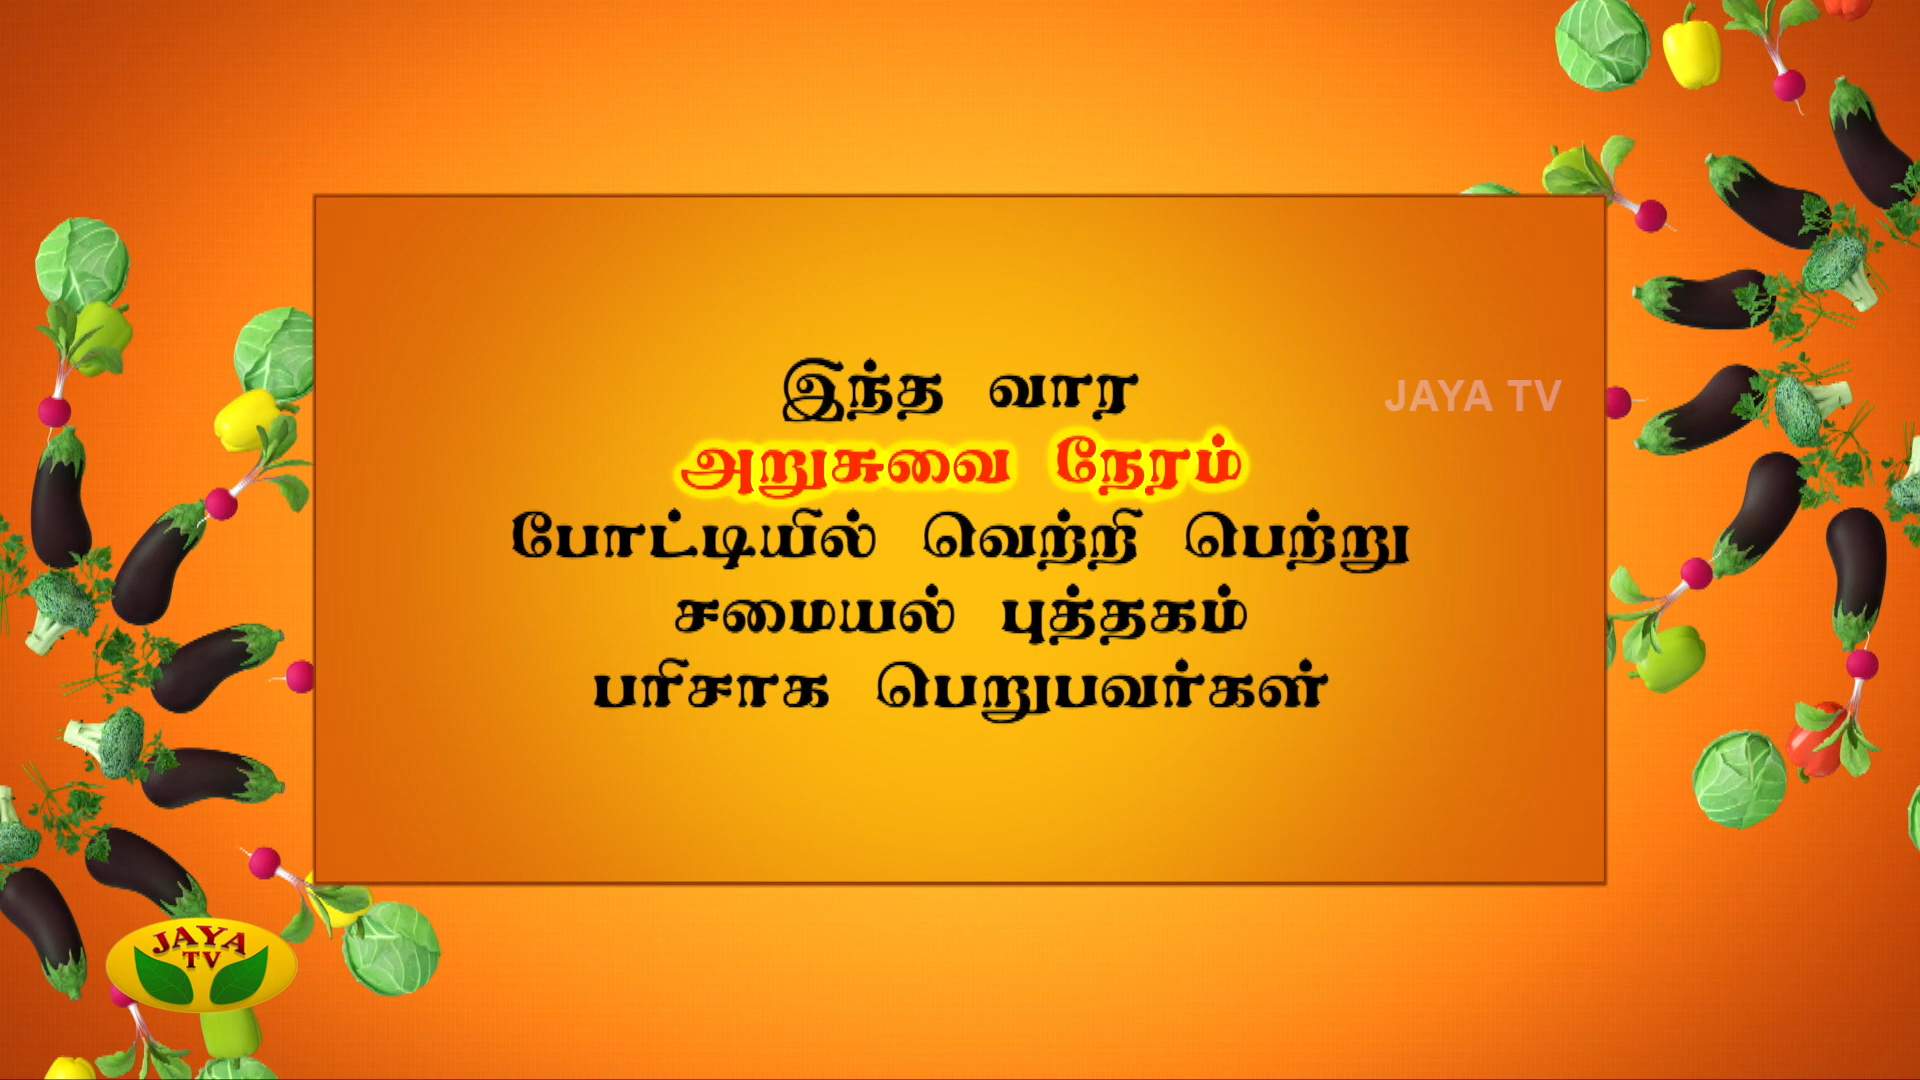 இந்த வார
JAYA TV
அறுசுவை நேரம்
போட்டியில் வெற்றி பெற்று
சமையல் புத்தகம்
பரிசாக பெறுபவர்கள்
JAYA
TV